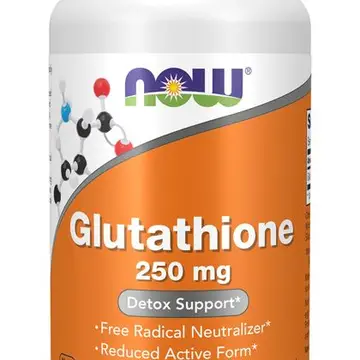 NOW®
Glutathione
250 mg
Detox Support*
•Free Radical Neutralizer*
•Reduced Active Form*